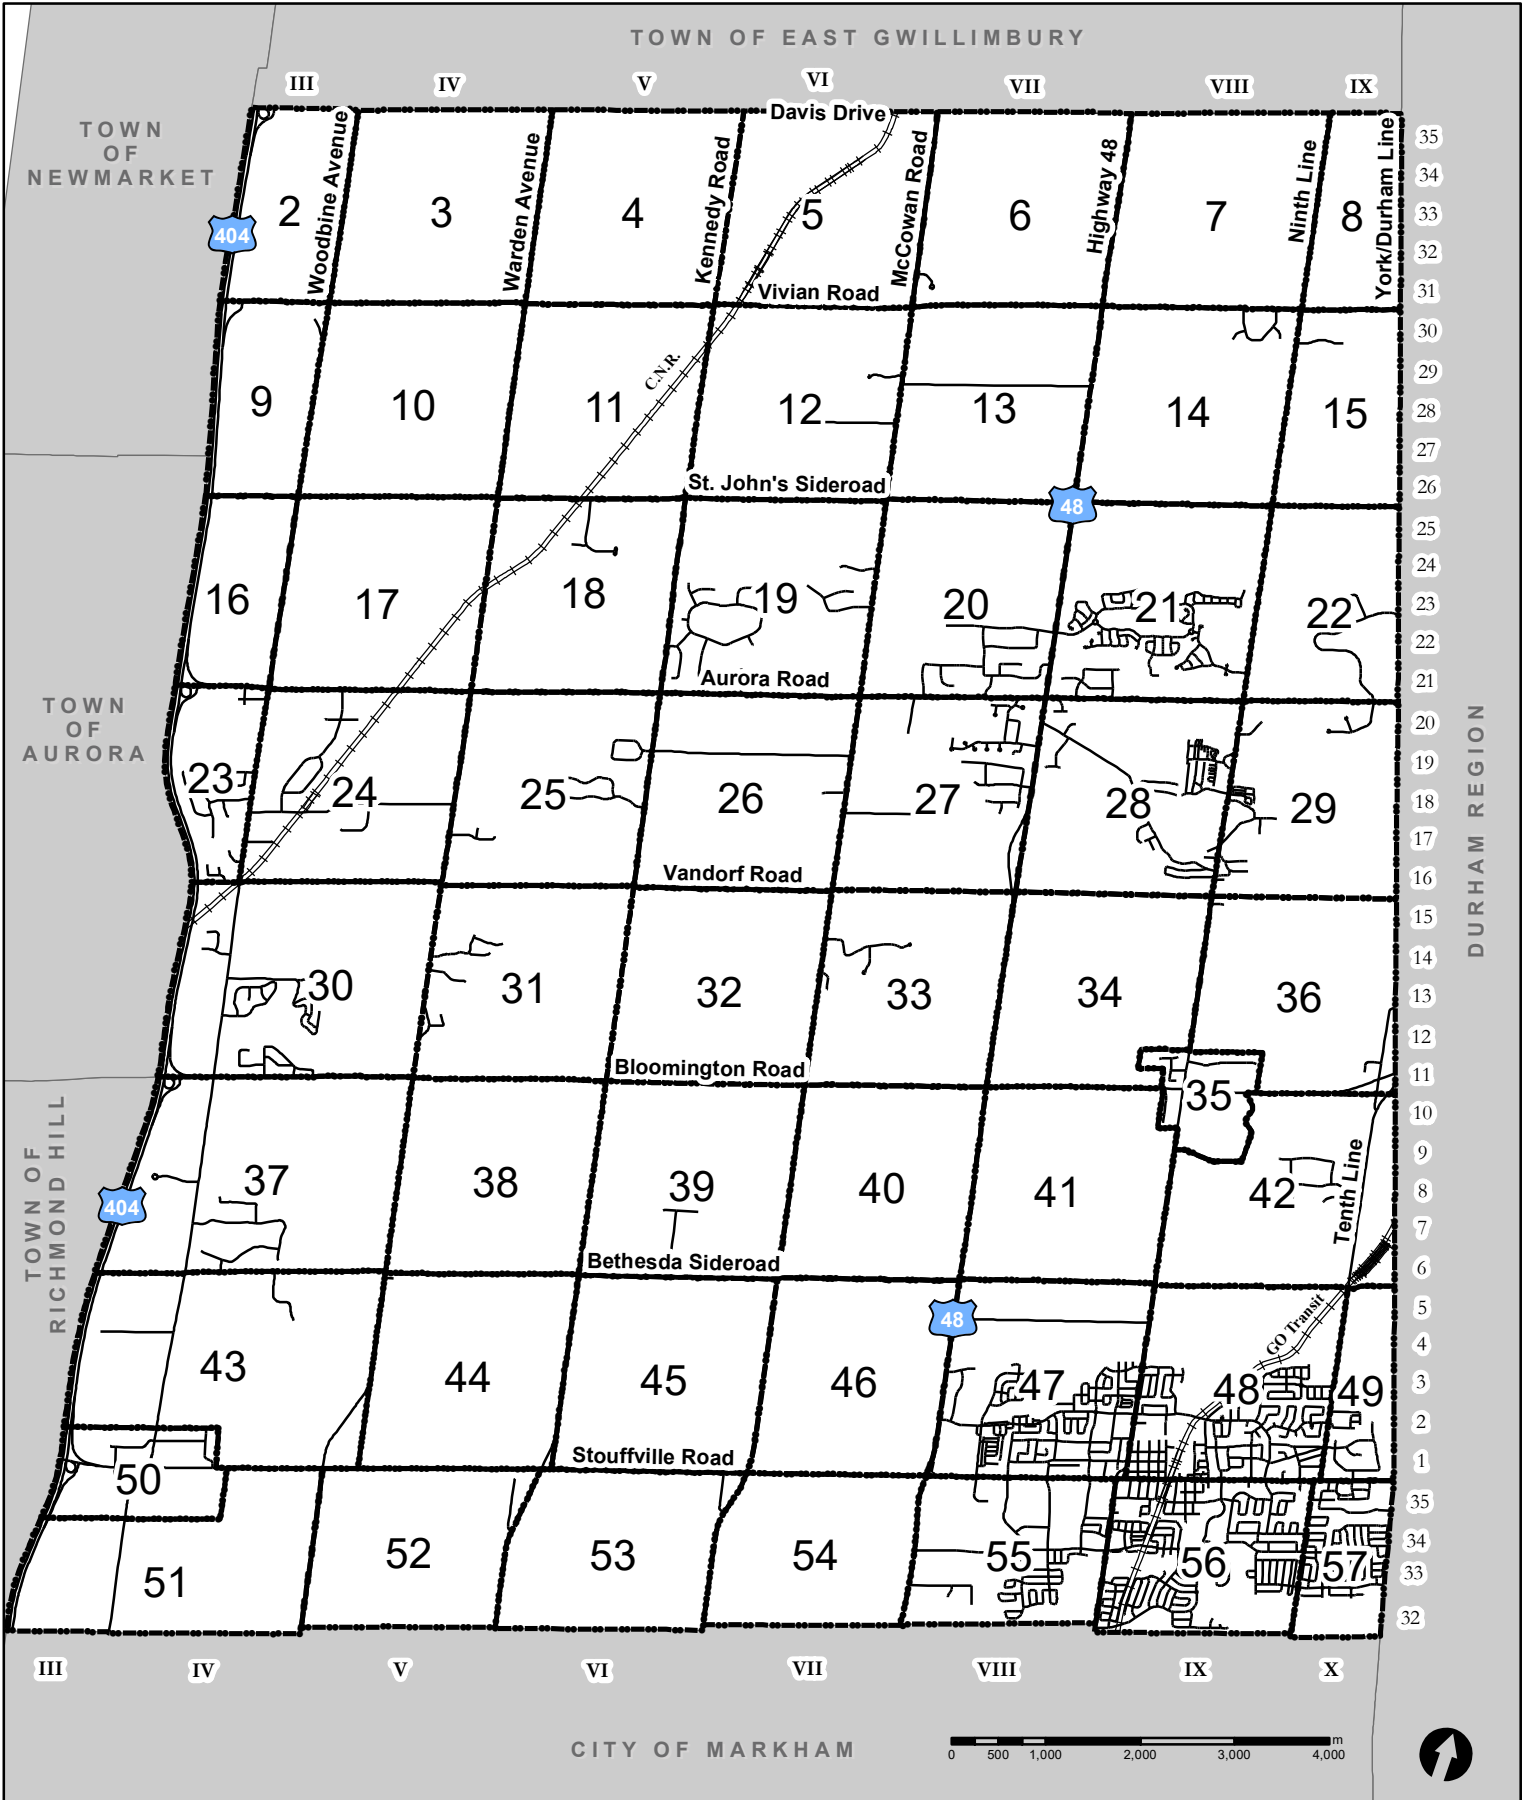 TOWN OF EAST GWILLIMBURY
III
IV
V
VI
VII
VIII
IX
Davis Drive
TOWN
OF
NEWMARKET
404
Woodbine Avenue
Warden Avenue
Kennedy Road
McCowan Road
Highway 48
Ninth Line
York/Durham Line
2
3
4
5
6
7
8
35
34
33
32
31
Vivian Road
C.N.R.
9
10
11
12
13
14
15
30
29
28
27
26
St. John's Sideroad
48
16
17
18
19
20
21
22
25
24
23
22
21
Aurora Road
TOWN
OF
AURORA
23
24
25
26
27
28
29
20
19
18
17
16
DURHAM REGION
Vandorf Road
30
31
32
33
34
36
15
14
13
12
11
Bloomington Road
35
TOWN OF
RICHMOND HILL
404
37
38
39
40
41
42
Tenth Line
10
9
8
7
6
Bethesda Sideroad
48
GO Transit
43
44
45
46
47
48
49
5
4
3
2
1
Stouffville Road
50
51
52
53
54
55
56
57
35
34
33
32
III
IV
V
VI
VII
VIII
IX
X
CITY OF MARKHAM
m
0 500 1,000 2,000 3,000 4,000